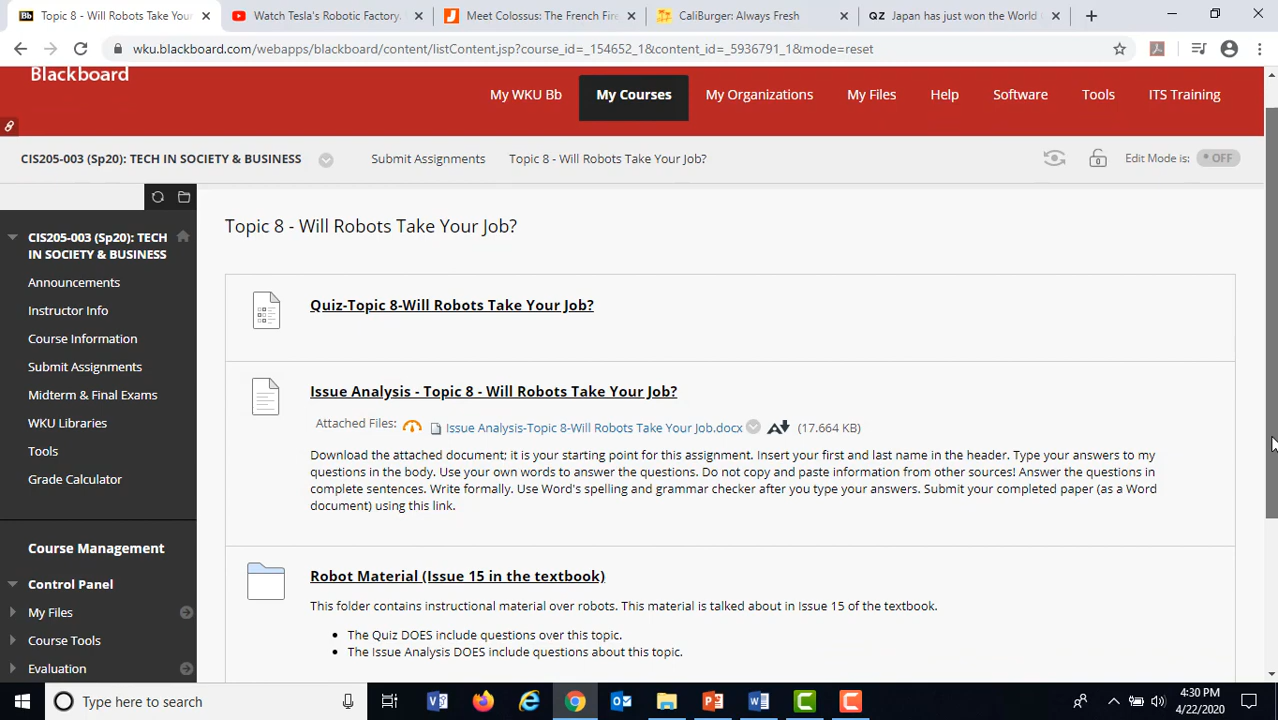 Bb Topic 8 - Will Robots Take Your × Watch Tesla's Robotic Factory. × Meet Colossus: The French Fire × CaliBurger: Always Fresh × QZ Japan has just won the World × +
wku.blackboard.com/webapps/blackboard/content/listContent.jsp?course_id=_154652_1&content_id=_5936791_1&mode=reset
Blackboard
My WKU Bb My Courses My Organizations My Files Help Software Tools ITS Training
CIS205-003 (Sp20): TECH IN SOCIETY & BUSINESS Submit Assignments Topic 8 - Will Robots Take Your Job? Edit Mode is: OFF
CIS205-003 (Sp20): TECH
IN SOCIETY & BUSINESS
Announcements
Instructor Info
Course Information
Submit Assignments
Midterm & Final Exams
WKU Libraries
Tools
Grade Calculator
Course Management
Control Panel
My Files
Course Tools
Evaluation
Topic 8 - Will Robots Take Your Job?
Quiz-Topic 8-Will Robots Take Your Job?
Issue Analysis - Topic 8 - Will Robots Take Your Job?
Attached Files: Issue Analysis-Topic 8-Will Robots Take Your Job.docx A (17.664 KB)
Download the attached document; it is your starting point for this assignment. Insert your first and last name in the header. Type your answers to my
questions in the body. Use your own words to answer the questions. Do not copy and paste information from other sources! Answer the questions in
complete sentences. Write formally. Use Word's spelling and grammar checker after you type your answers. Submit your completed paper (as a Word
document) using this link.
Robot Material (Issue 15 in the textbook)
This folder contains instructional material over robots. This material is talked about in Issue 15 of the textbook.
• The Quiz DOES include questions over this topic.
• The Issue Analysis DOES include questions about this topic.
Type here to search
4:30 PM
4/22/2020